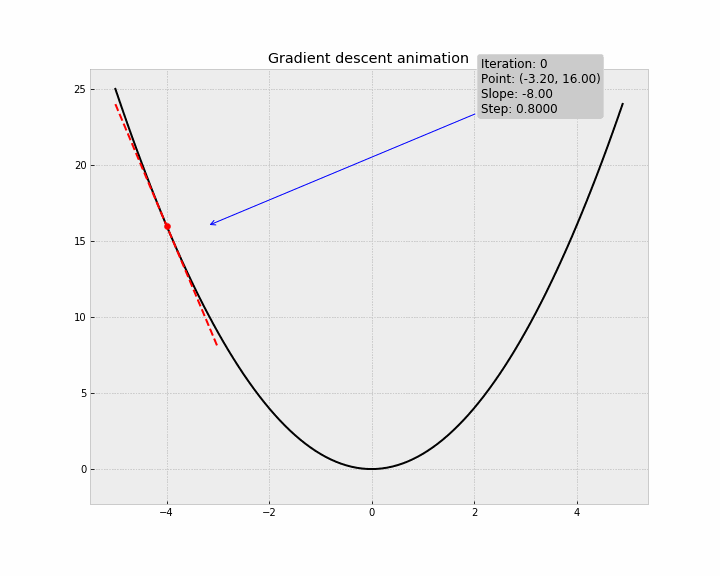 Gradient descent animation
Iteration: 0
Point: (-3.20, 16.00)
Slope: -8.00
Step: 0.8000
25
20
15
10
5
0
−4
−2
0
2
4